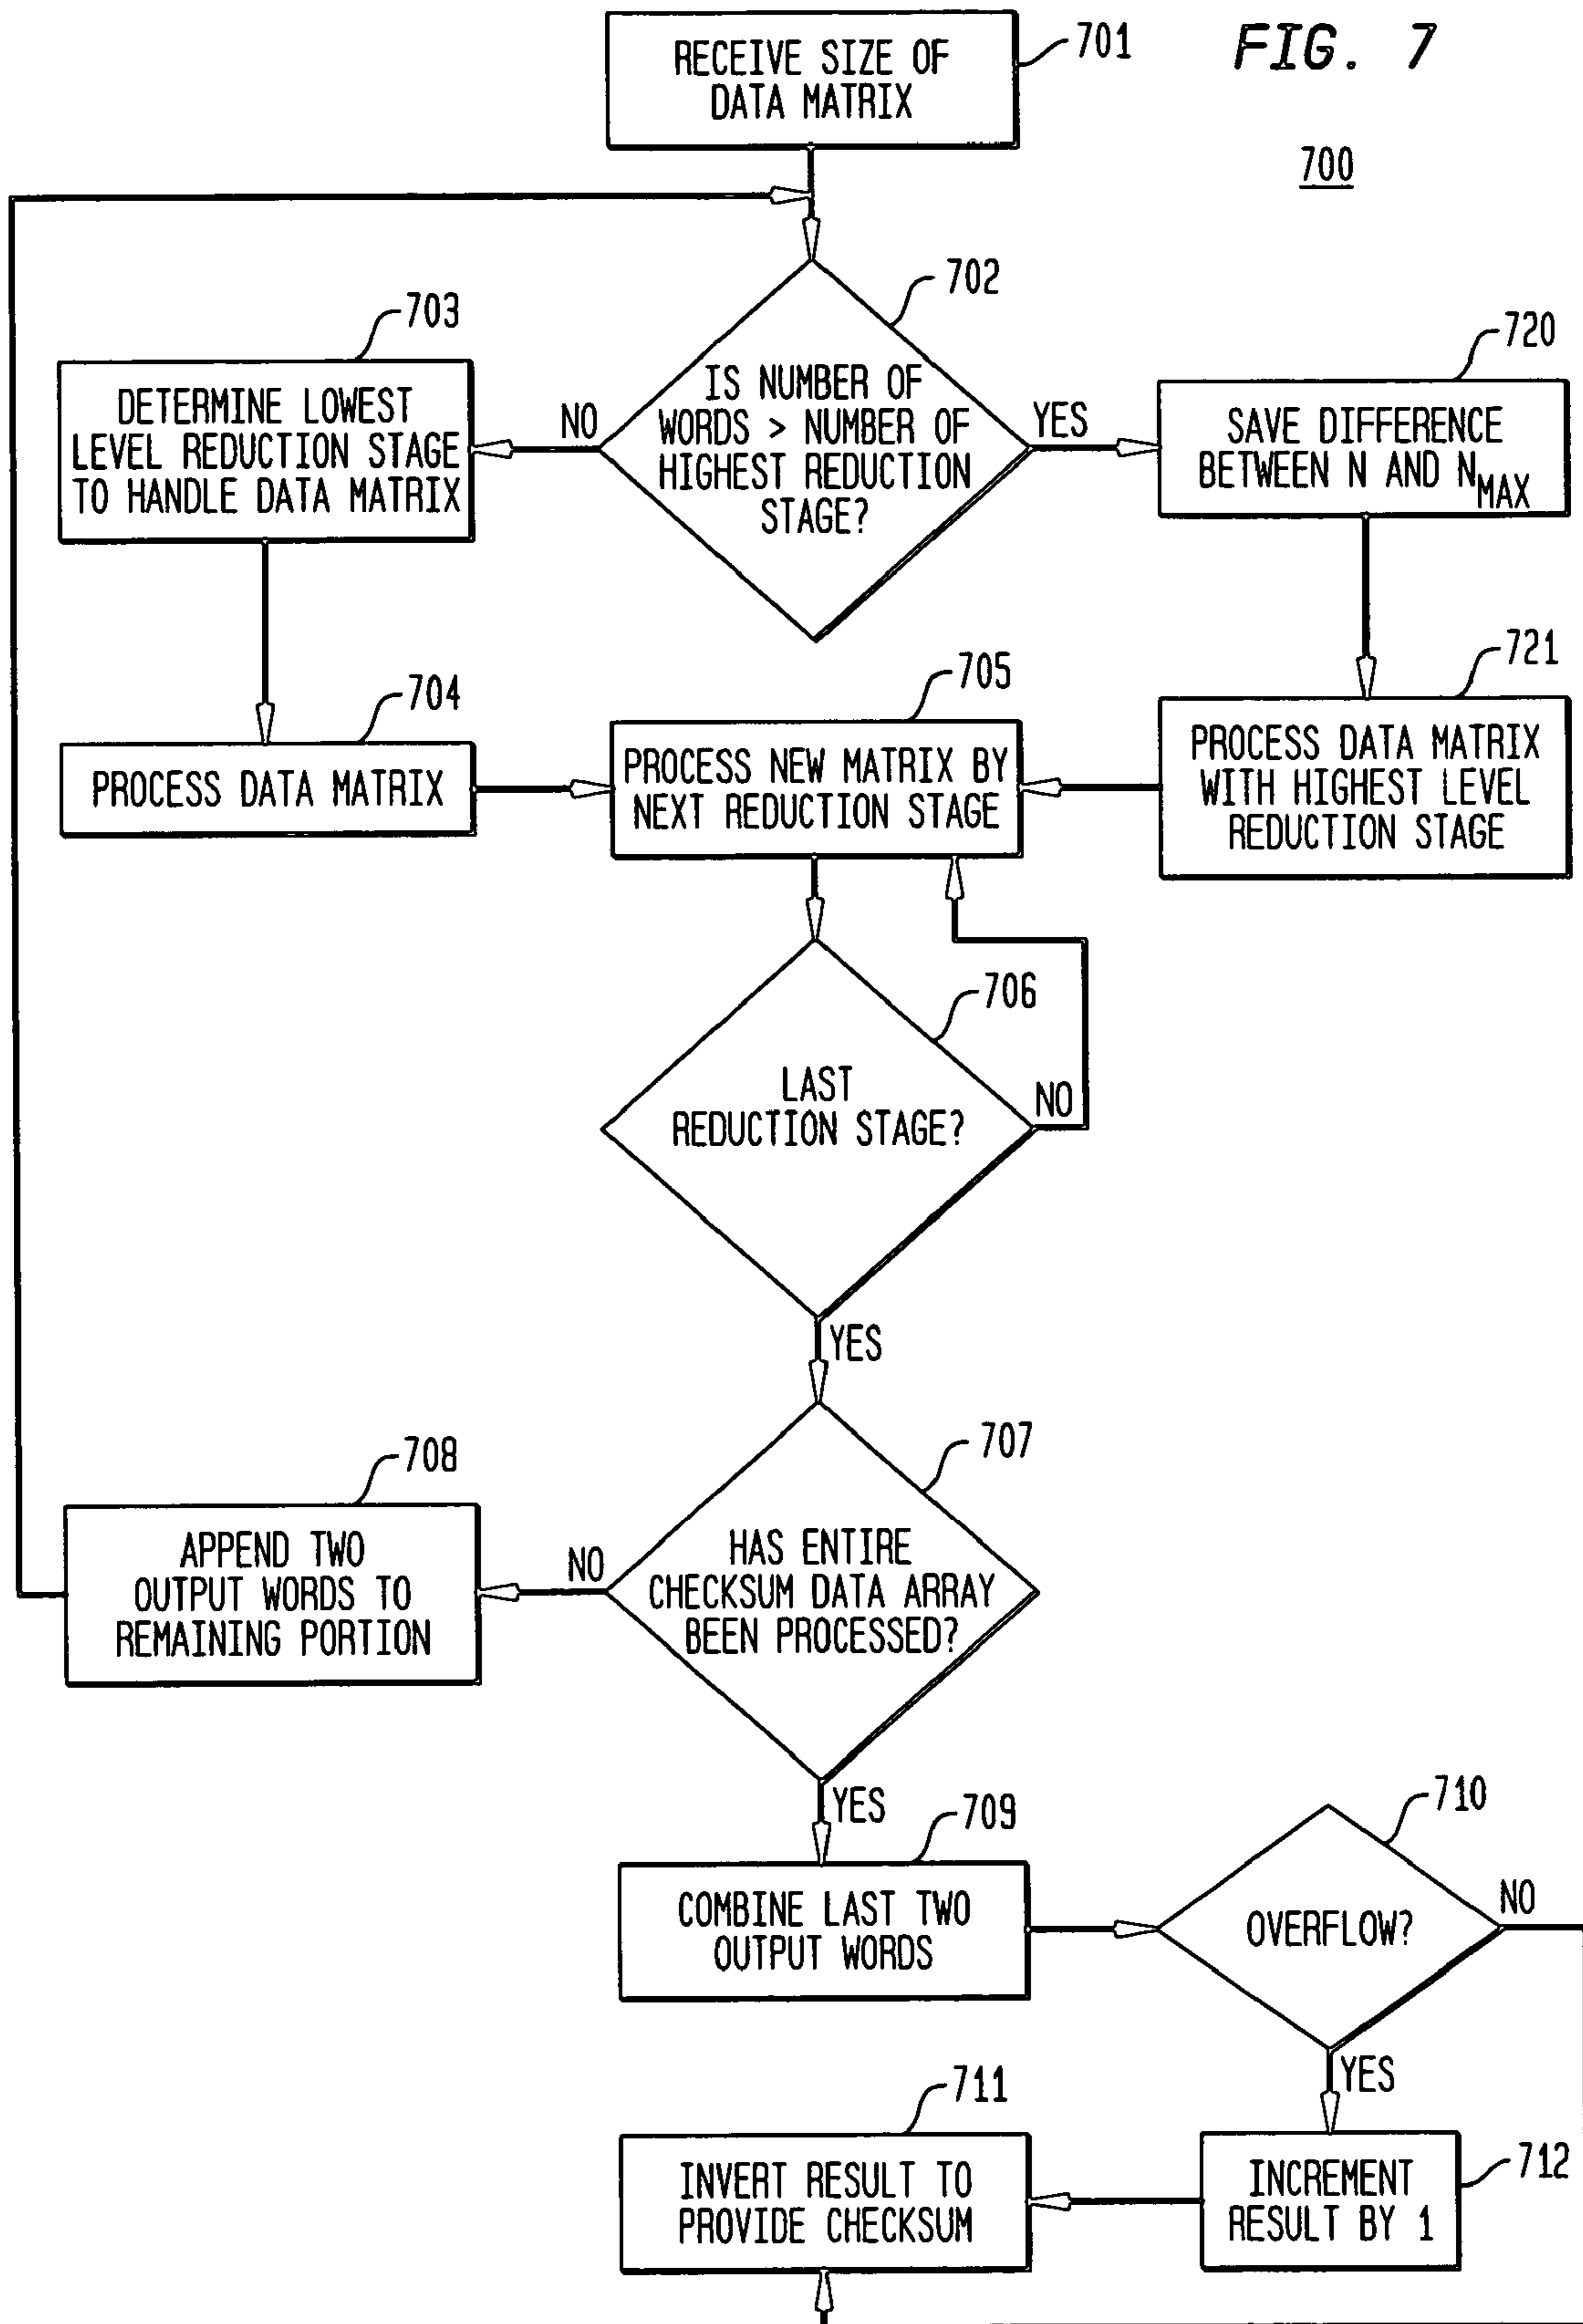 FIG. 7
700
RECEIVE SIZE OF
DATA MATRIX
701
702
IS NUMBER OF
WORDS > NUMBER OF
HIGHEST REDUCTION
STAGE?
NO
YES
703
DETERMINE LOWEST
LEVEL REDUCTION STAGE
TO HANDLE DATA MATRIX
720
SAVE DIFFERENCE
BETWEEN N AND NMAX
704
PROCESS DATA MATRIX
705
PROCESS NEW MATRIX BY
NEXT REDUCTION STAGE
721
PROCESS DATA MATRIX
WITH HIGHEST LEVEL
REDUCTION STAGE
706
LAST
REDUCTION STAGE?
NO
YES
707
HAS ENTIRE
CHECKSUM DATA ARRAY
BEEN PROCESSED?
NO
YES
708
APPEND TWO
OUTPUT WORDS TO
REMAINING PORTION
709
COMBINE LAST TWO
OUTPUT WORDS
710
OVERFLOW?
NO
YES
711
INVERT RESULT TO
PROVIDE CHECKSUM
712
INCREMENT
RESULT BY 1